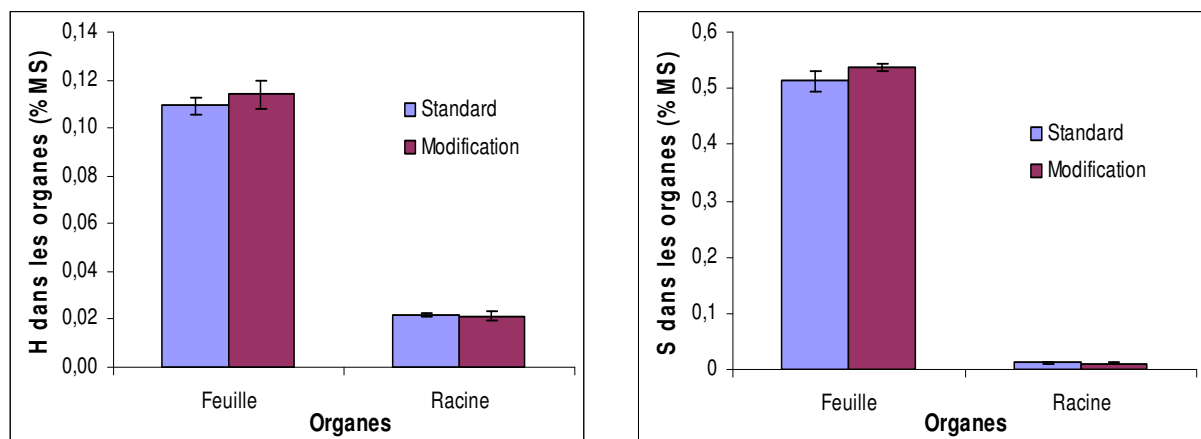 H dans les organes (% MS)
0,14
0,12
0,10
0,08
0,06
0,04
0,02
0,00
Standard
Modification
Feuille
Racine
Organes
S dans les organes (% MS)
0,6
0,5
0,4
0,3
0,2
0,1
0
Standard
Modification
Feuille
Racine
Organes